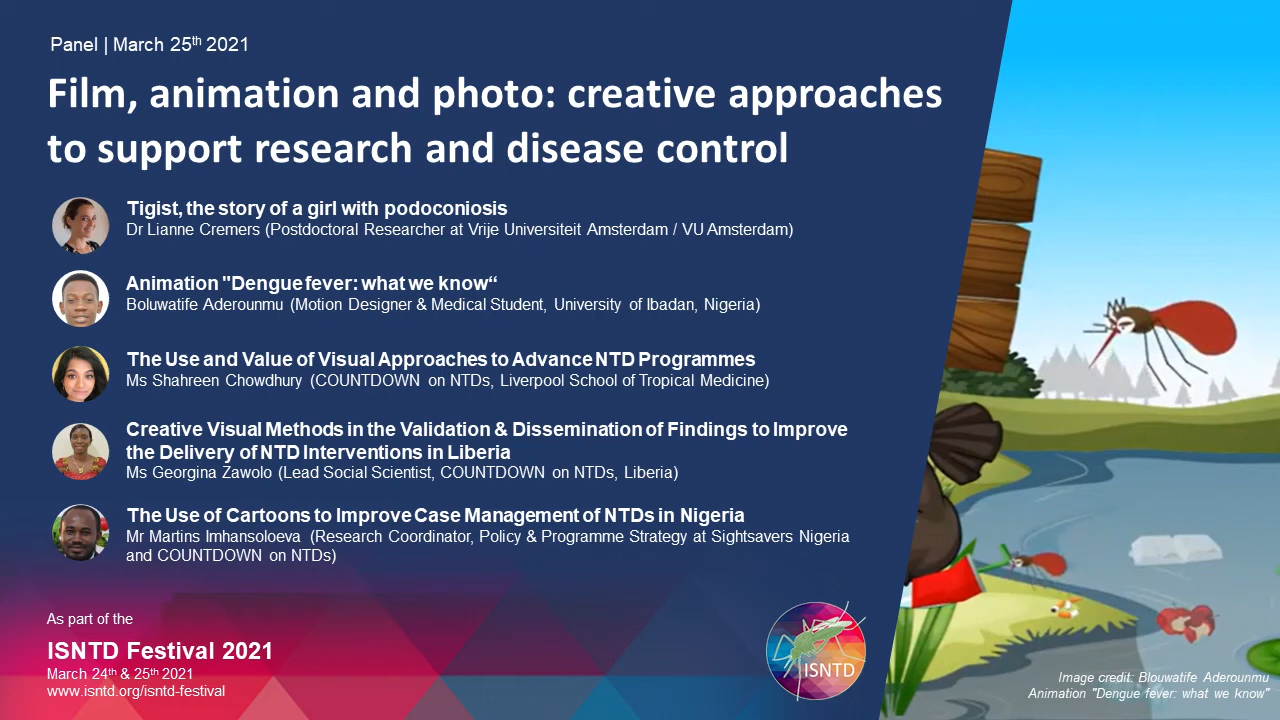 Panel | March 25th 2021
Film, animation and photo: creative approaches
to support research and disease control
Tigist, the story of a girl with podoconiosis
Dr Lianne Cremers (Postdoctoral Researcher at Vrije Universiteit Amsterdam / VU Amsterdam)
Animation "Dengue fever: what we know“
Boluwatife Aderounmu (Motion Designer & Medical Student, University of Ibadan, Nigeria)
The Use and Value of Visual Approaches to Advance NTD Programmes
Ms Shahreen Chowdhury (COUNTDOWN on NTDs, Liverpool School of Tropical Medicine)
Creative Visual Methods in the Validation & Dissemination of Findings to Improve
the Delivery of NTD Interventions in Liberia
Ms Georgina Zawolo (Lead Social Scientist, COUNTDOWN on NTDs, Liberia)
The Use of Cartoons to Improve Case Management of NTDs in Nigeria
Mr Martins Imhansoloeva (Research Coordinator, Policy & Programme Strategy at Sightsavers Nigeria
and COUNTDOWN on NTDs)
As part of the
ISNTD Festival 2021
March 24th & 25th 2021
www.isntd.org/isntd-festival
ISNTD
Image credit: Blouwatife Aderounmu
Animation "Dengue fever: what we know"